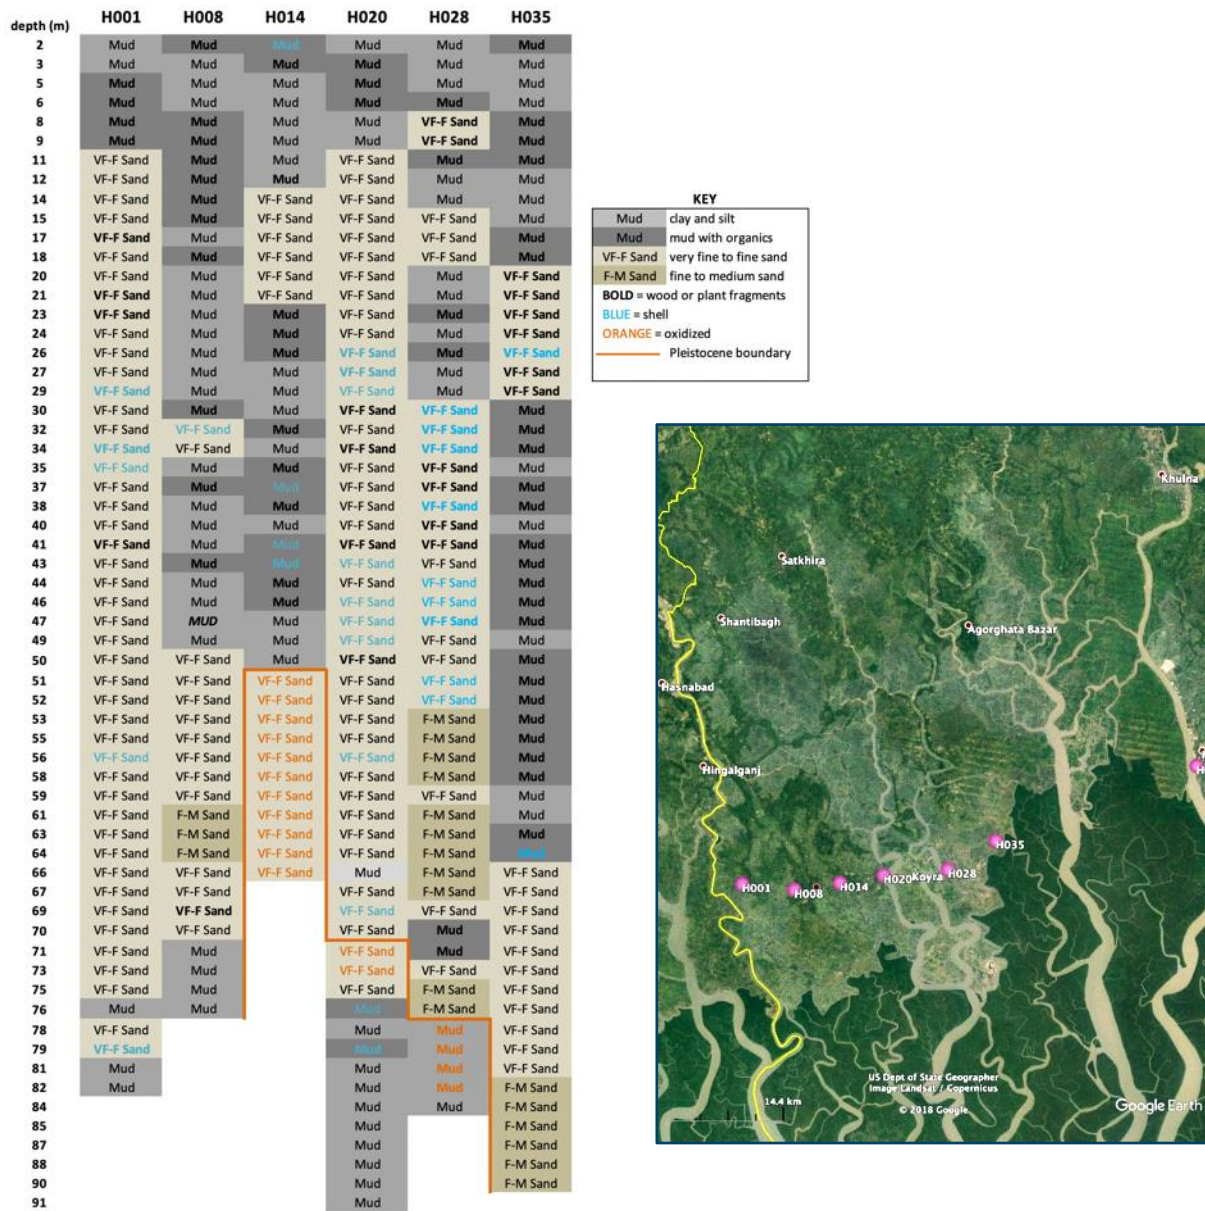 depth (m) H001 H008 H014 H020 H028 H035
2 Mud Mud Mud Mud Mud Mud
3 Mud Mud Mud Mud Mud Mud
5 Mud Mud Mud Mud Mud Mud
6 Mud Mud Mud Mud Mud Mud
8 Mud Mud Mud Mud VF-F Sand Mud
9 Mud Mud Mud Mud VF-F Sand Mud
11 VF-F Sand Mud Mud VF-F Sand Mud Mud
12 VF-F Sand Mud Mud VF-F Sand Mud Mud
14 VF-F Sand Mud VF-F Sand VF-F Sand Mud Mud
15 VF-F Sand Mud VF-F Sand VF-F Sand VF-F Sand Mud
17 VF-F Sand Mud VF-F Sand VF-F Sand VF-F Sand Mud
18 VF-F Sand Mud VF-F Sand VF-F Sand VF-F Sand Mud
20 VF-F Sand Mud VF-F Sand VF-F Sand Mud VF-F Sand
21 VF-F Sand Mud VF-F Sand VF-F Sand Mud VF-F Sand
23 VF-F Sand Mud Mud VF-F Sand Mud VF-F Sand
24 VF-F Sand Mud Mud VF-F Sand Mud VF-F Sand
26 VF-F Sand Mud Mud VF-F Sand Mud VF-F Sand
27 VF-F Sand Mud Mud VF-F Sand Mud VF-F Sand
29 VF-F Sand Mud Mud VF-F Sand Mud VF-F Sand
30 VF-F Sand Mud Mud VF-F Sand VF-F Sand Mud
32 VF-F Sand VF-F Sand Mud VF-F Sand VF-F Sand Mud
34 VF-F Sand VF-F Sand Mud VF-F Sand VF-F Sand Mud
35 VF-F Sand Mud Mud VF-F Sand VF-F Sand Mud
37 VF-F Sand Mud Mud VF-F Sand VF-F Sand Mud
38 VF-F Sand Mud Mud VF-F Sand VF-F Sand Mud
40 VF-F Sand Mud Mud VF-F Sand VF-F Sand Mud
41 VF-F Sand Mud Mud VF-F Sand VF-F Sand Mud
43 VF-F Sand Mud Mud VF-F Sand VF-F Sand Mud
44 VF-F Sand Mud Mud VF-F Sand VF-F Sand Mud
46 VF-F Sand Mud Mud VF-F Sand VF-F Sand Mud
47 VF-F Sand MUD Mud VF-F Sand VF-F Sand Mud
49 VF-F Sand Mud Mud VF-F Sand VF-F Sand Mud
50 VF-F Sand VF-F Sand Mud VF-F Sand VF-F Sand Mud
51 VF-F Sand VF-F Sand VF-F Sand VF-F Sand VF-F Sand Mud
52 VF-F Sand VF-F Sand VF-F Sand VF-F Sand VF-F Sand Mud
53 VF-F Sand VF-F Sand VF-F Sand VF-F Sand F-M Sand Mud
55 VF-F Sand VF-F Sand VF-F Sand VF-F Sand F-M Sand Mud
56 VF-F Sand VF-F Sand VF-F Sand VF-F Sand F-M Sand Mud
58 VF-F Sand VF-F Sand VF-F Sand VF-F Sand F-M Sand Mud
59 VF-F Sand VF-F Sand VF-F Sand VF-F Sand VF-F Sand Mud
61 VF-F Sand F-M Sand VF-F Sand VF-F Sand F-M Sand Mud
63 VF-F Sand F-M Sand VF-F Sand VF-F Sand F-M Sand Mud
64 VF-F Sand F-M Sand VF-F Sand VF-F Sand F-M Sand Mud
66 VF-F Sand VF-F Sand VF-F Sand Mud F-M Sand VF-F Sand
67 VF-F Sand VF-F Sand VF-F Sand F-M Sand VF-F Sand
69 VF-F Sand VF-F Sand VF-F Sand VF-F Sand VF-F Sand
70 VF-F Sand VF-F Sand VF-F Sand Mud VF-F Sand
71 VF-F Sand Mud VF-F Sand Mud VF-F Sand
73 VF-F Sand Mud VF-F Sand VF-F Sand VF-F Sand
75 VF-F Sand Mud VF-F Sand F-M Sand VF-F Sand
76 Mud Mud Mud F-M Sand VF-F Sand
78 VF-F Sand Mud Mud VF-F Sand
79 VF-F Sand Mud Mud VF-F Sand
81 Mud Mud Mud VF-F Sand
82 Mud Mud Mud F-M Sand
84 Mud Mud F-M Sand
85 Mud F-M Sand
87 Mud F-M Sand
88 Mud F-M Sand
90 Mud F-M Sand
91 Mud
KEY
Mud clay and silt
Mud mud with organics
VF-F Sand very fine to fine sand
F-M Sand fine to medium sand
BOLD = wood or plant fragments
BLUE = shell
ORANGE = oxidized
Pleistocene boundary
Khulna
Satkhira
Shantibagh
Agorghata Bazar
Hasnabad
Hingalganj
H035
H001 H008 H014 H020 Koyra H028
US Dept of State Geographer
Image Landsat / Copernicus
14.4 km
© 2018 Google
Google Earth